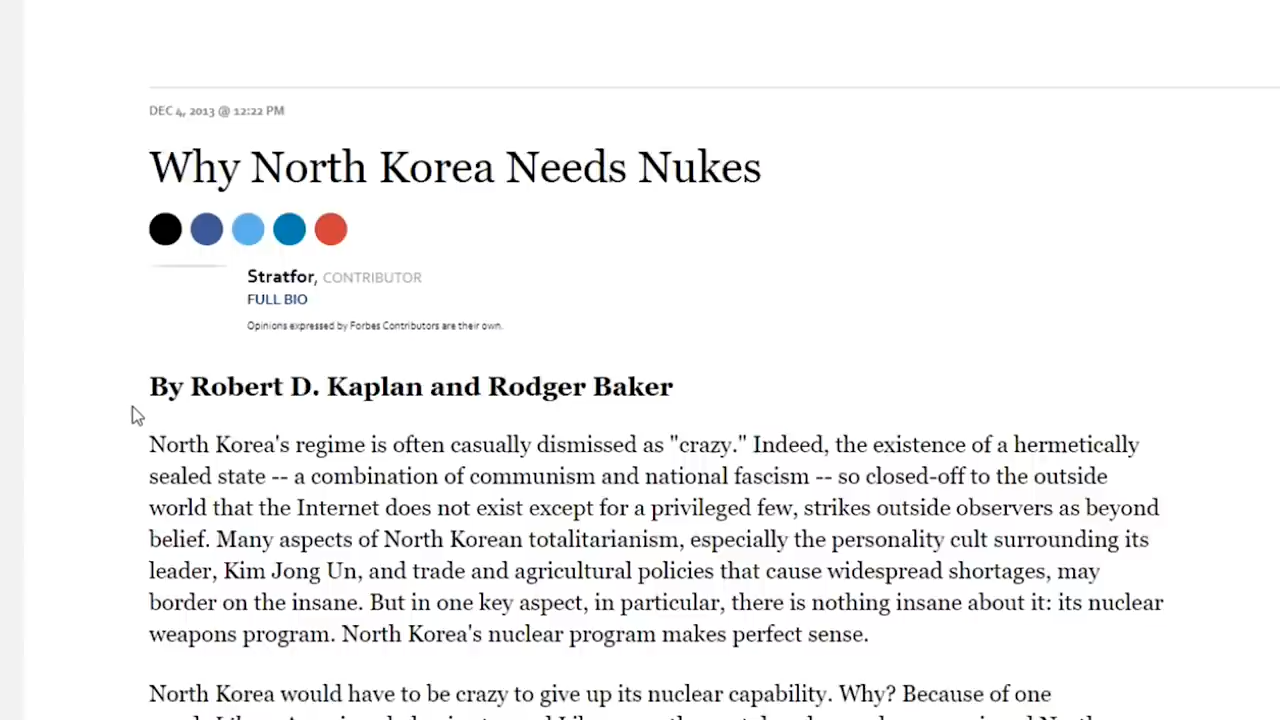 DEC 4, 2013 @ 12:22 PM
Why North Korea Needs Nukes
Stratfor, CONTRIBUTOR
FULL BIO
Opinions expressed by Forbes Contributors are their own.
By Robert D. Kaplan and Rodger Baker
North Korea's regime is often casually dismissed as "crazy." Indeed, the existence of a hermetically
sealed state -- a combination of communism and national fascism -- so closed-off to the outside
world that the Internet does not exist except for a privileged few, strikes outside observers as beyond
belief. Many aspects of North Korean totalitarianism, especially the personality cult surrounding its
leader, Kim Jong Un, and trade and agricultural policies that cause widespread shortages, may
border on the insane. But in one key aspect, in particular, there is nothing insane about it: its nuclear
weapons program. North Korea's nuclear program makes perfect sense.
North Korea would have to be crazy to give up its nuclear capability. Why? Because of one